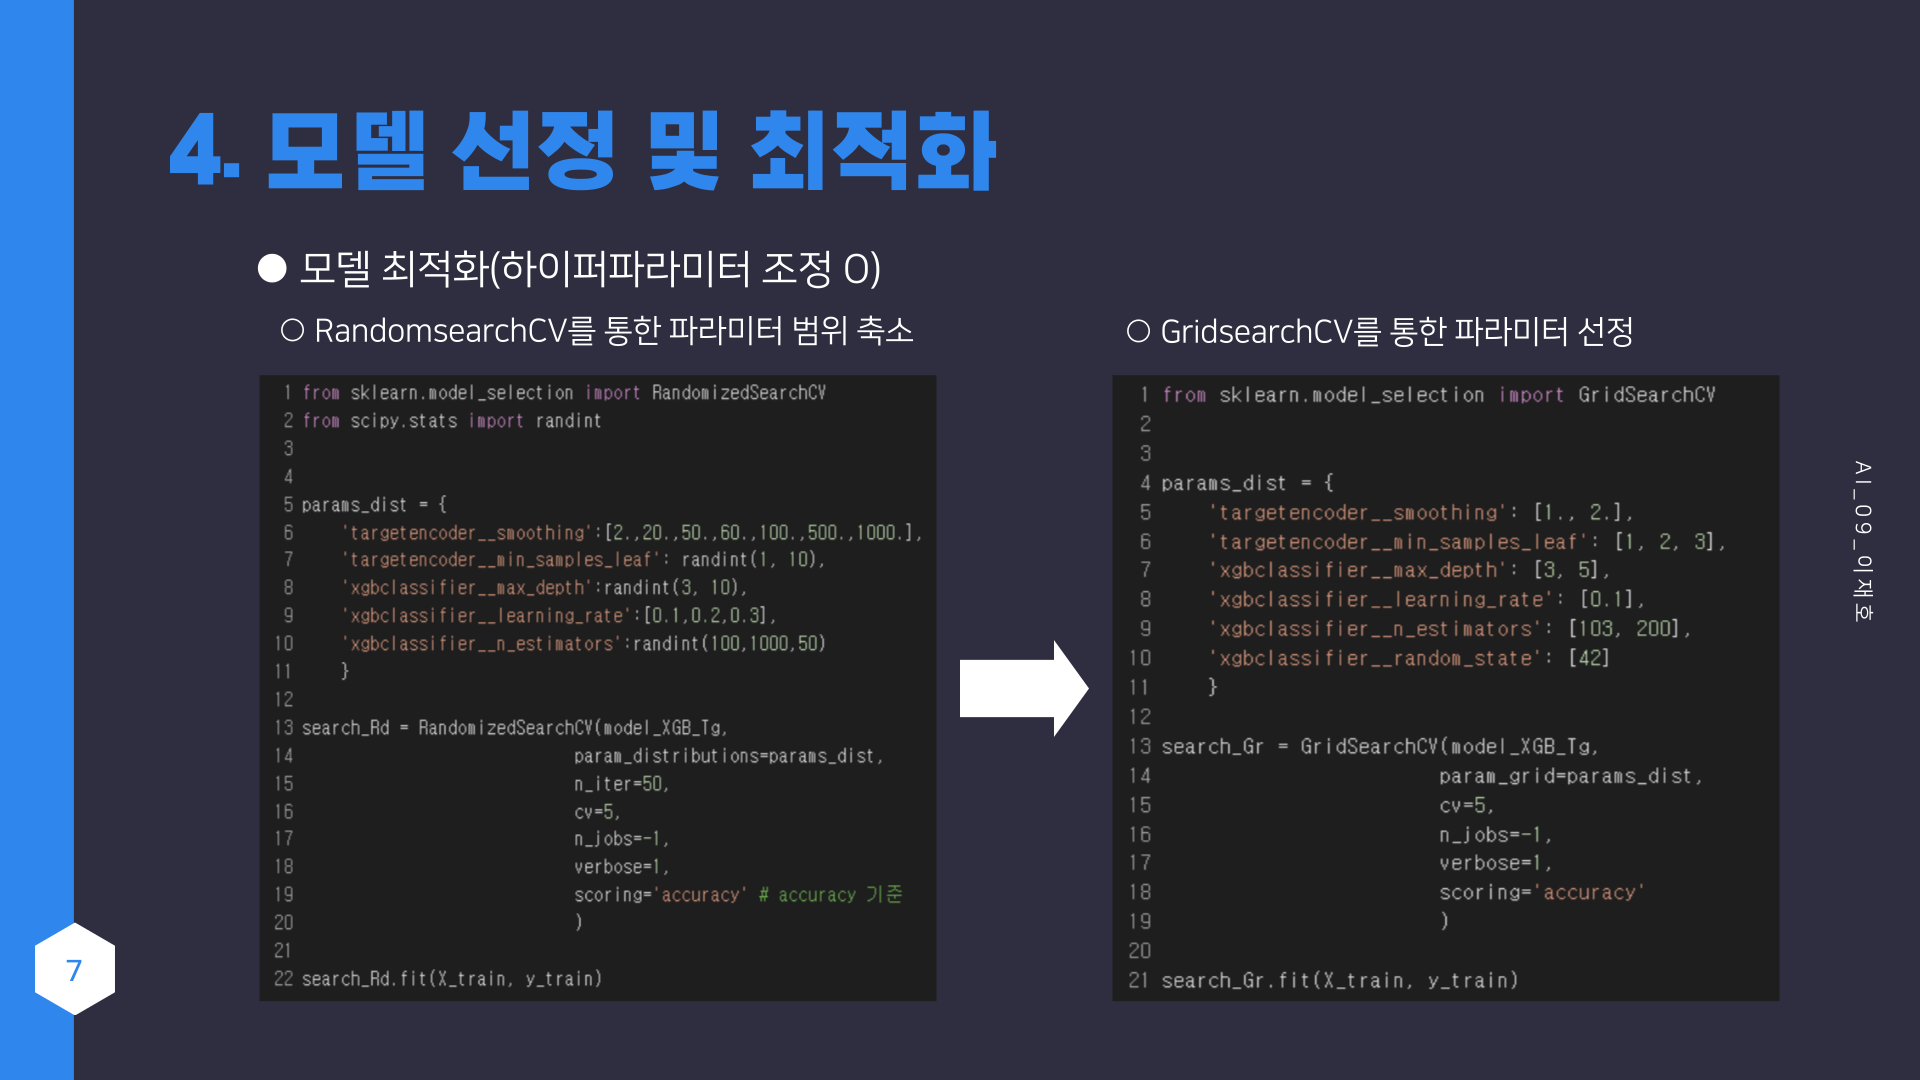 4. 모델 선정 및 최적화
● 모델 최적화(하이퍼파라미터 조정 O)
○ RandomsearchCV를 통한 파라미터 범위 축소
1 from sklearn.model_selection import RandomizedSearchCV
2 from scipy.stats import randint
3
4
5 params_dist = {
6     'targetencoder__smoothing':[2.,20.,50.,60.,100.,500.,1000.],
7     'targetencoder__min_samples_leaf': randint(1, 10),
8     'xgbclassifier__max_depth':randint(3, 10),
9     'xgbclassifier__learning_rate':[0.1,0.2,0.3],
10     'xgbclassifier__n_estimators':randint(100,1000,50)
11     }
12
13 search_Rd = RandomizedSearchCV(model_XGB_Tg,
14                             param_distributions=params_dist,
15                             n_iter=50,
16                             cv=5,
17                             n_jobs=-1,
18                             verbose=1,
19                             scoring='accuracy' # accuracy 기준
20                             )
21
22 search_Rd.fit(X_train, y_train)
○ GridsearchCV를 통한 파라미터 선정
1 from sklearn.model_selection import GridSearchCV
2
3
4 params_dist = {
5     'targetencoder__smoothing': [1., 2.],
6     'targetencoder__min_samples_leaf': [1, 2, 3],
7     'xgbclassifier__max_depth': [3, 5],
8     'xgbclassifier__learning_rate': [0.1],
9     'xgbclassifier__n_estimators': [103, 200],
10     'xgbclassifier__random_state': [42]
11     }
12
13 search_Gr = GridSearchCV(model_XGB_Tg,
14                             param_grid=params_dist,
15                             cv=5,
16                             n_jobs=-1,
17                             verbose=1,
18                             scoring='accuracy'
19                             )
20
21 search_Gr.fit(X_train, y_train)
AI_09_이재호
7